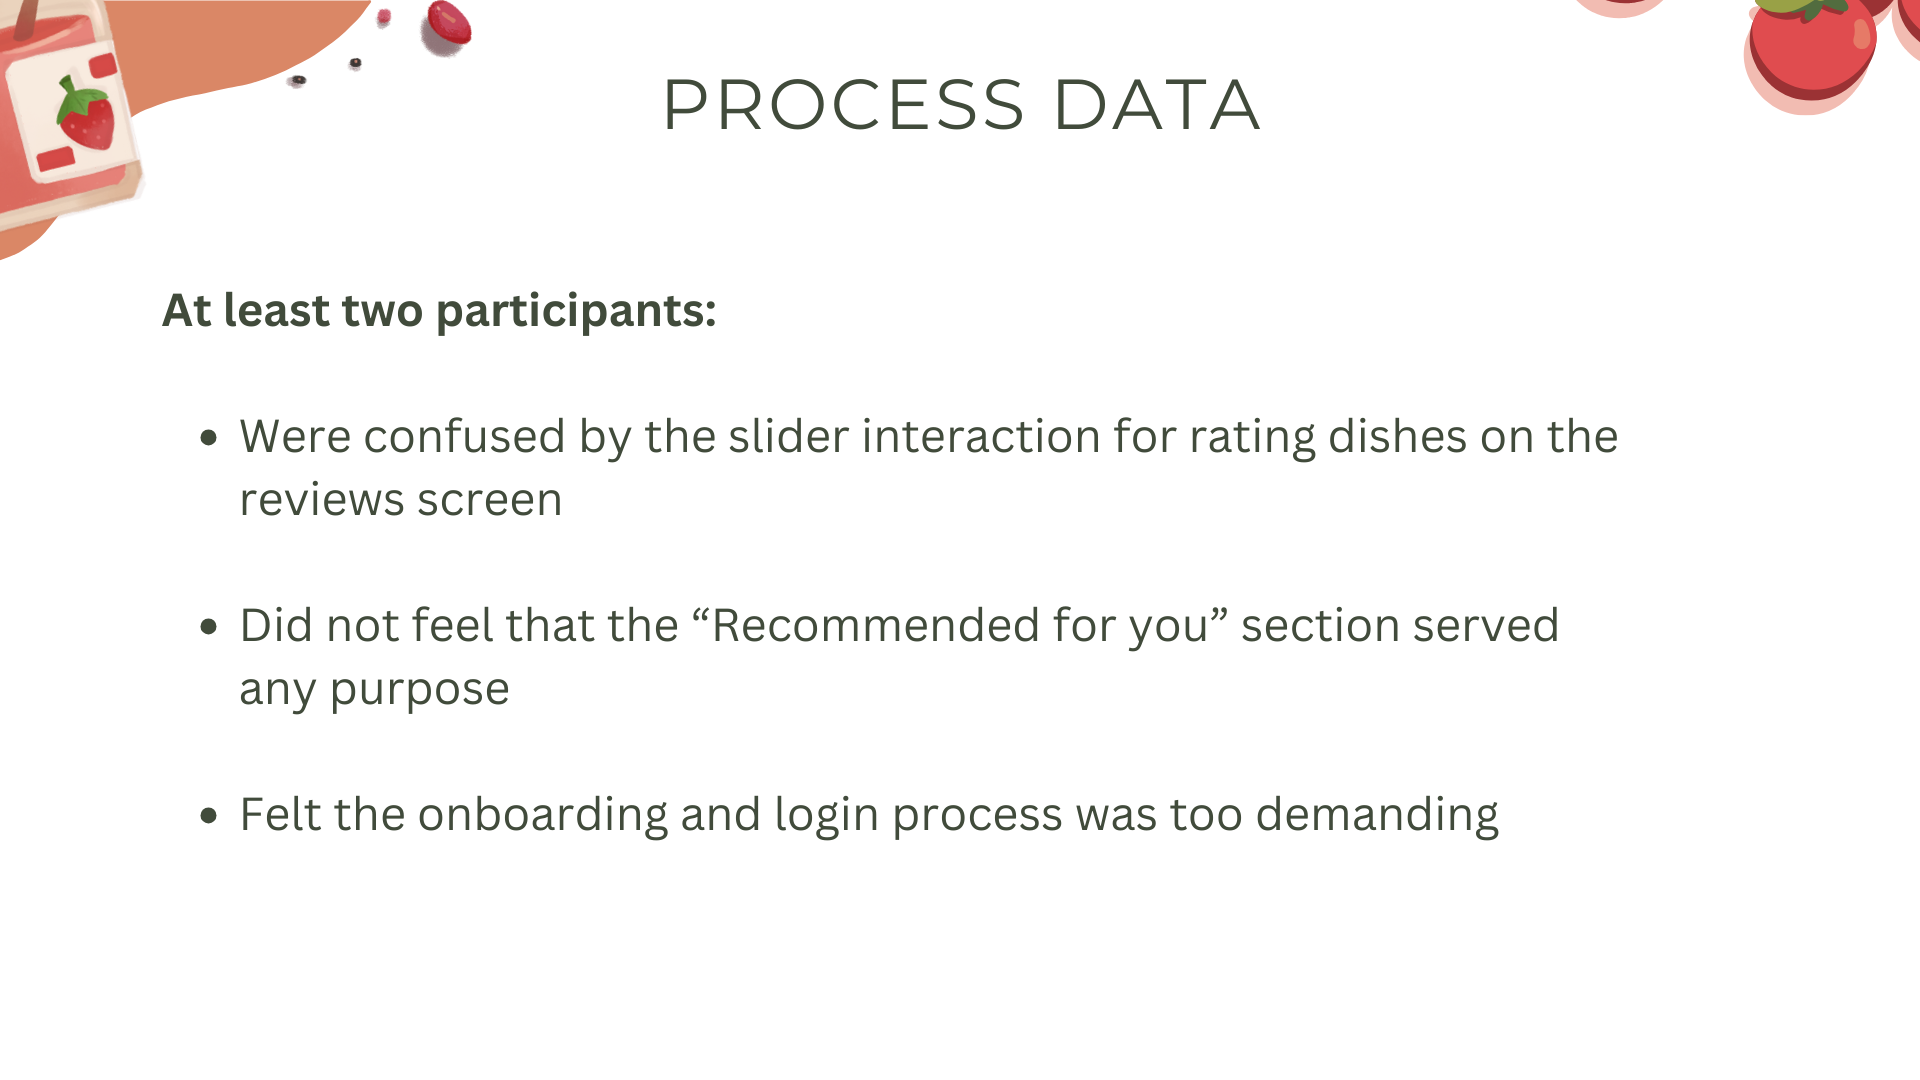 PROCESS DATA
At least two participants:
• Were confused by the slider interaction for rating dishes on the
reviews screen
• Did not feel that the “Recommended for you” section served
any purpose
• Felt the onboarding and login process was too demanding